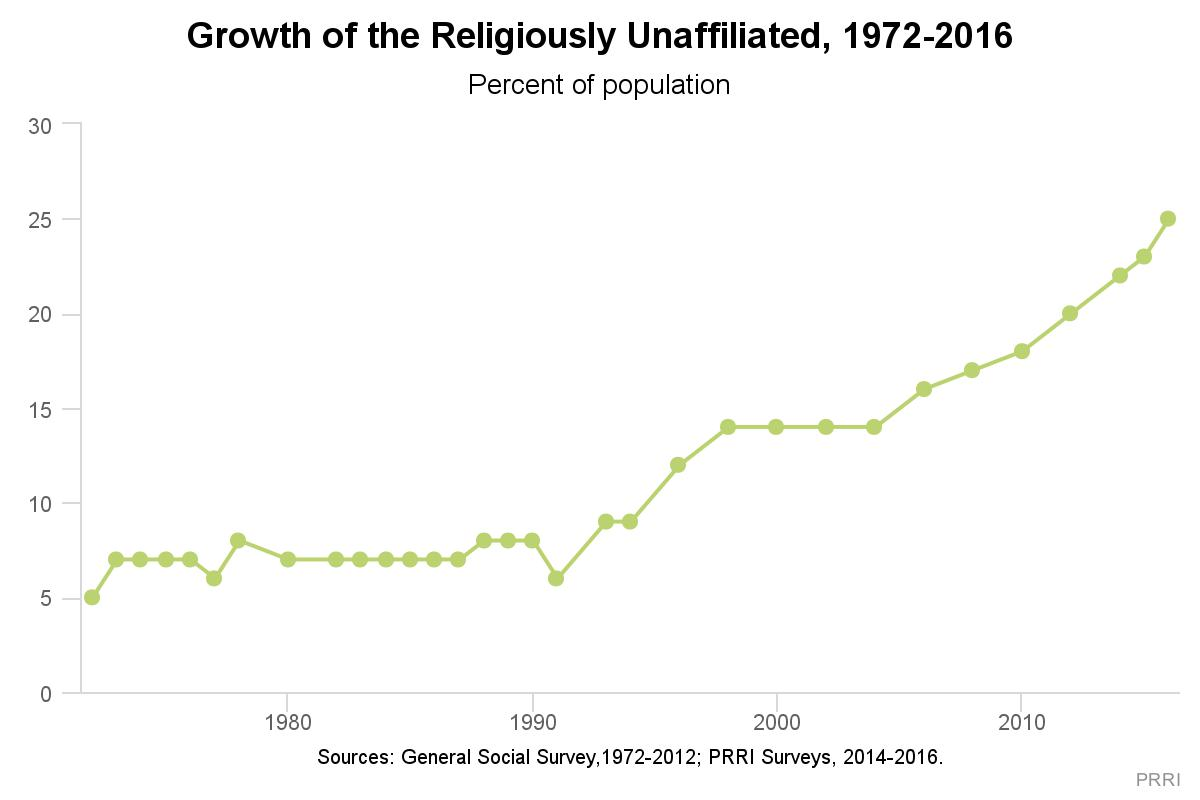 Growth of the Religiously Unaffiliated, 1972-2016
Percent of population
30
25
20
15
10
5
0
1980 1990 2000 2010
Sources: General Social Survey,1972-2012; PRRI Surveys, 2014-2016.
PRRI